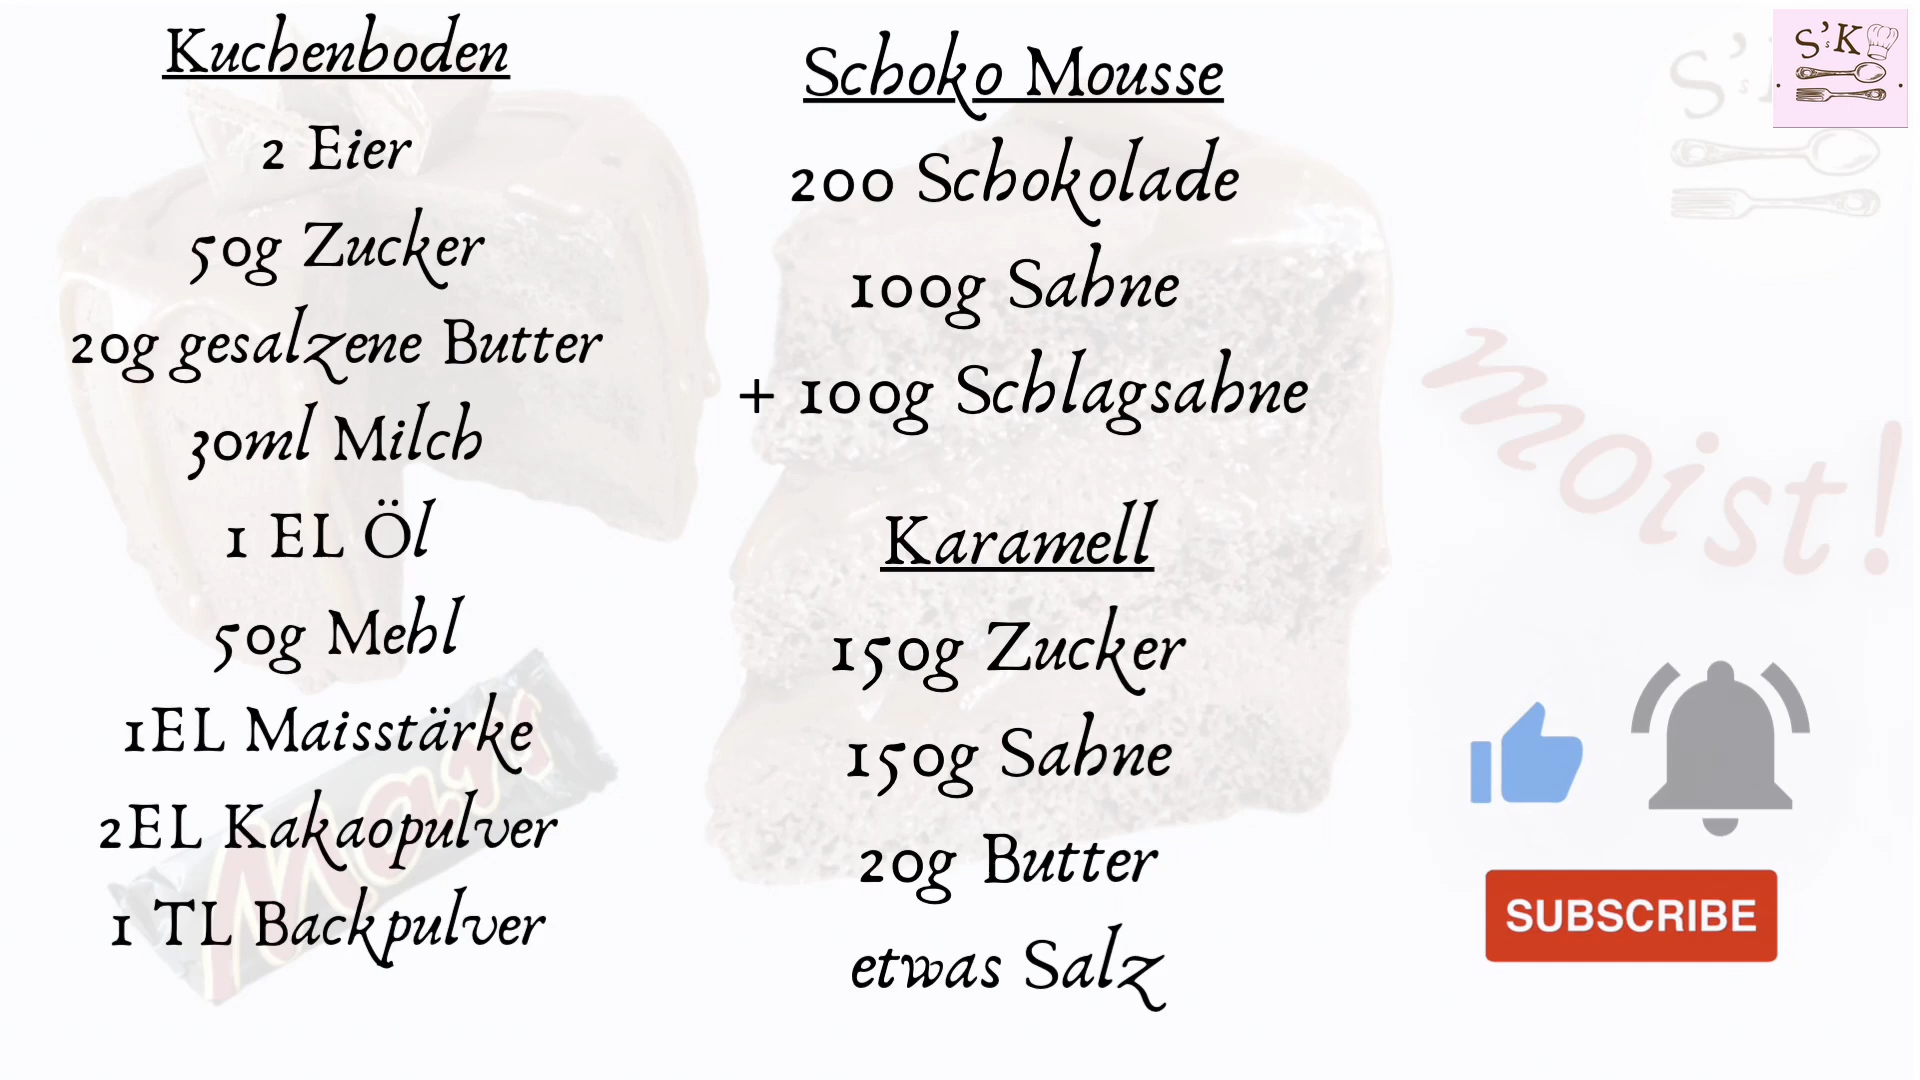 Kuchenboden
2 Eier
50g Zucker
20g gesalzene Butter
30ml Milch
1 EL Öl
50g Mehl
1EL Maisstärke
2EL Kakaopulver
1 TL Backpulver
Schoko Mousse
200 Schokolade
100g Sahne
+ 100g Schlagsahne
Karamell
150g Zucker
150g Sahne
20g Butter
etwas Salz
S's K
moist!
SUBSCRIBE
Mars